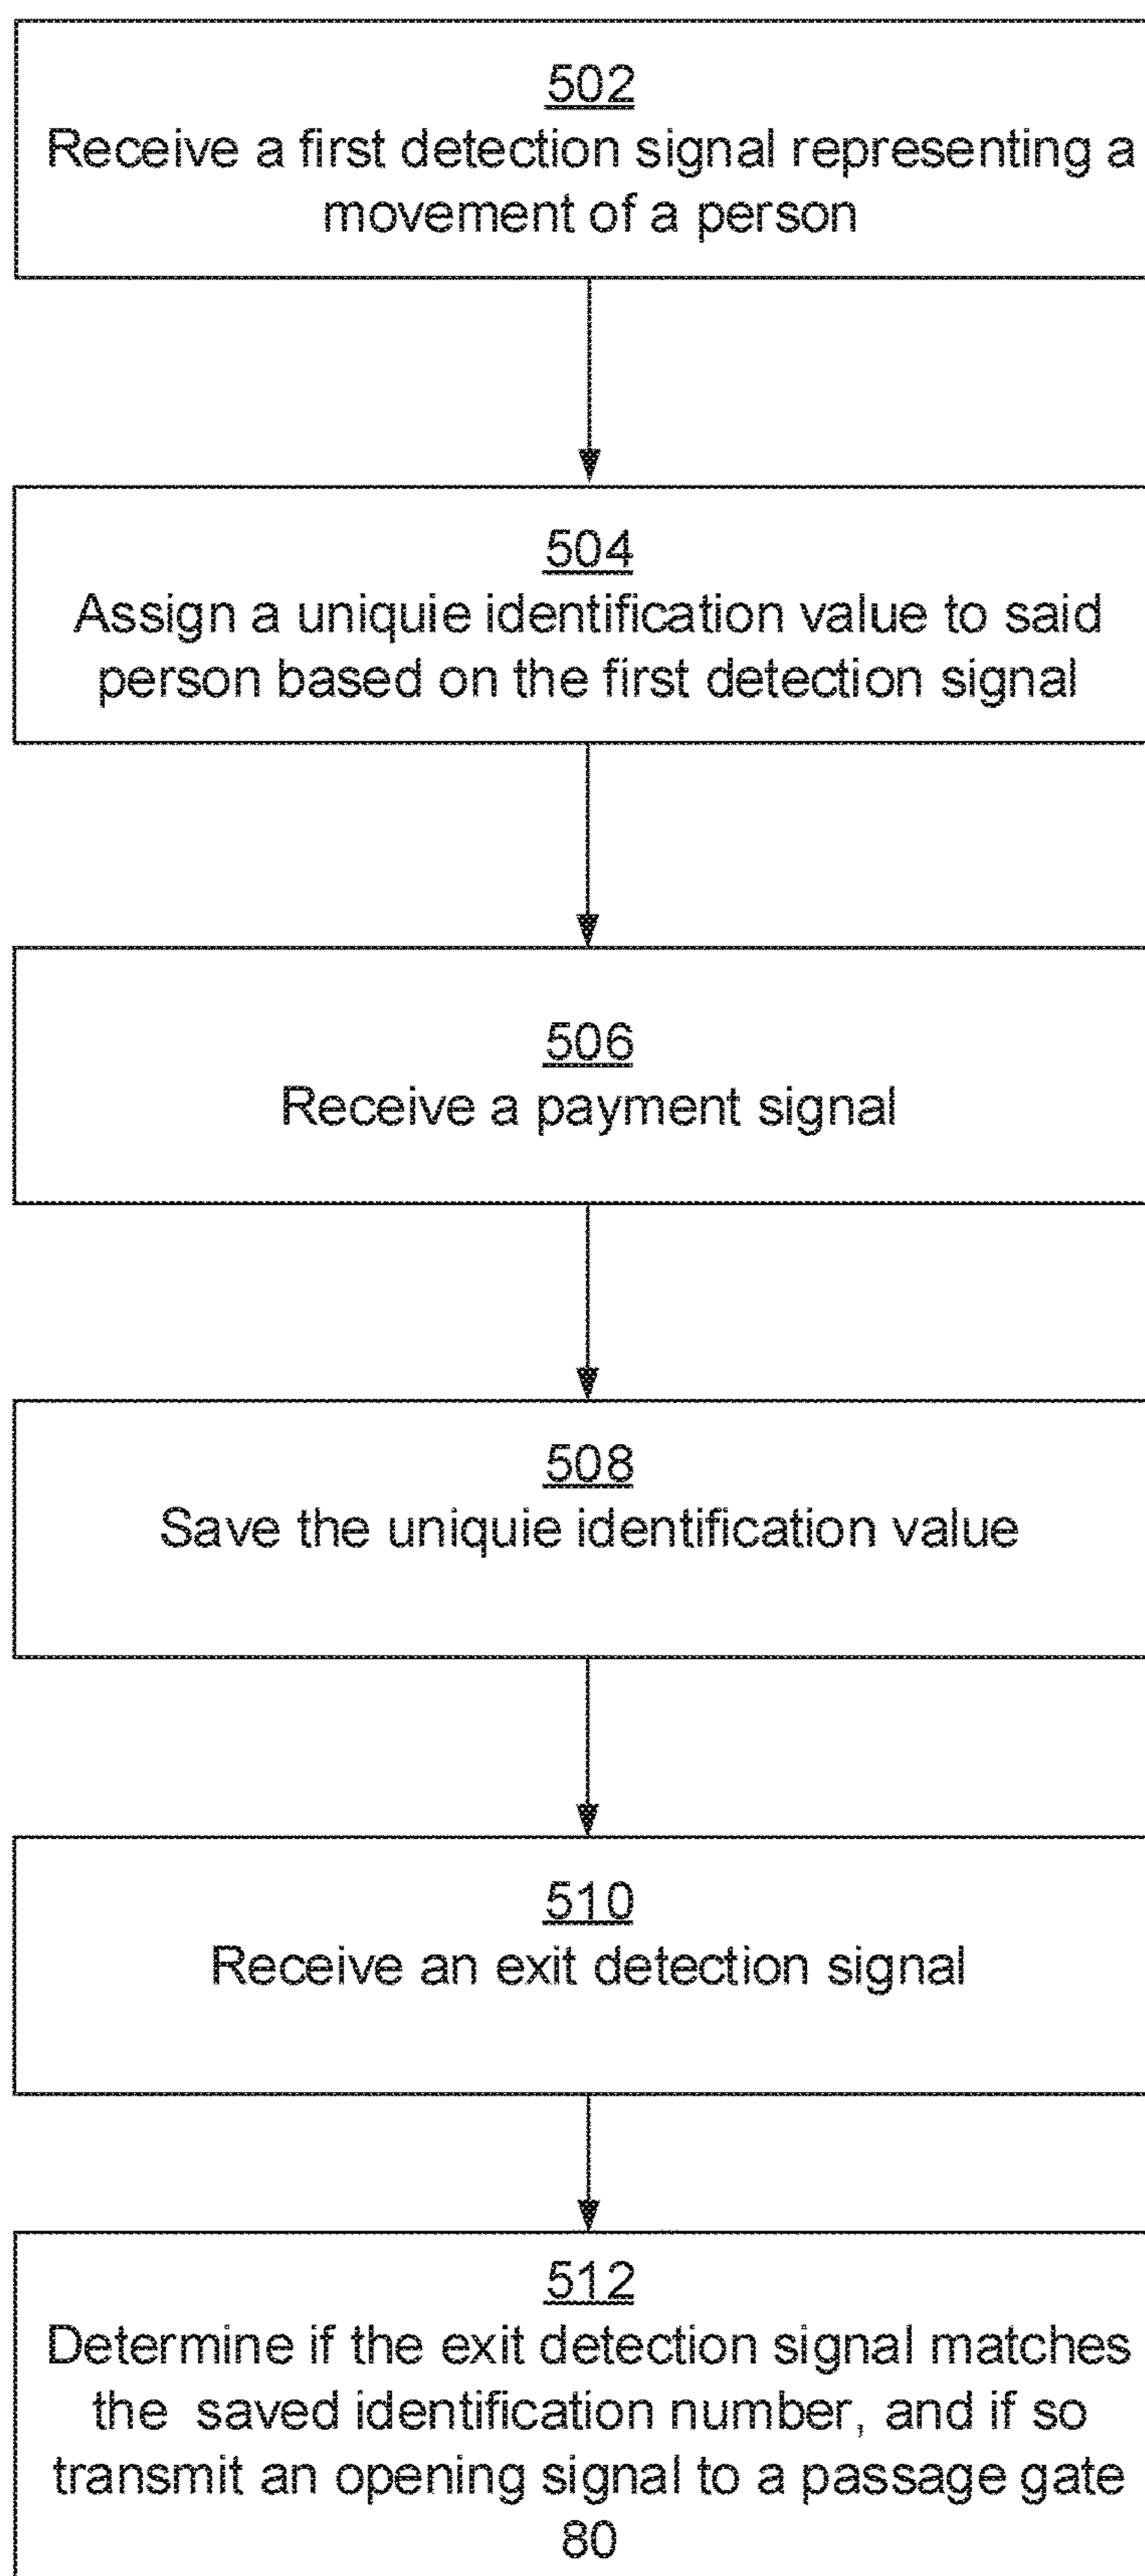 502
Receive a first detection signal representing a
movement of a person
504
Assign a uniquie identification value to said
person based on the first detection signal
506
Receive a payment signal
508
Save the uniquie identification value
510
Receive an exit detection signal
512
Determine if the exit detection signal matches
the saved identification number, and if so
transmit an opening signal to a passage gate
80